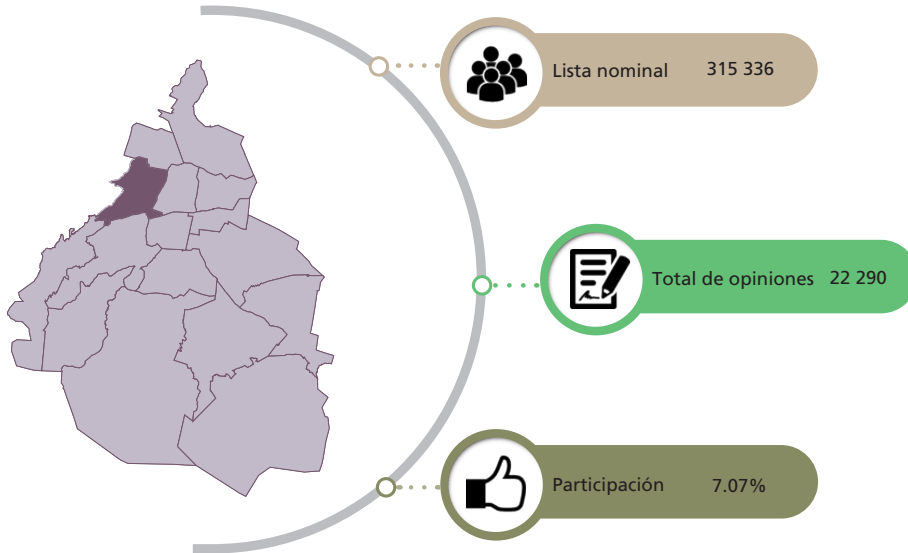 Lista nominal 315 336
Total de opiniones 22 290
Participación 7.07%